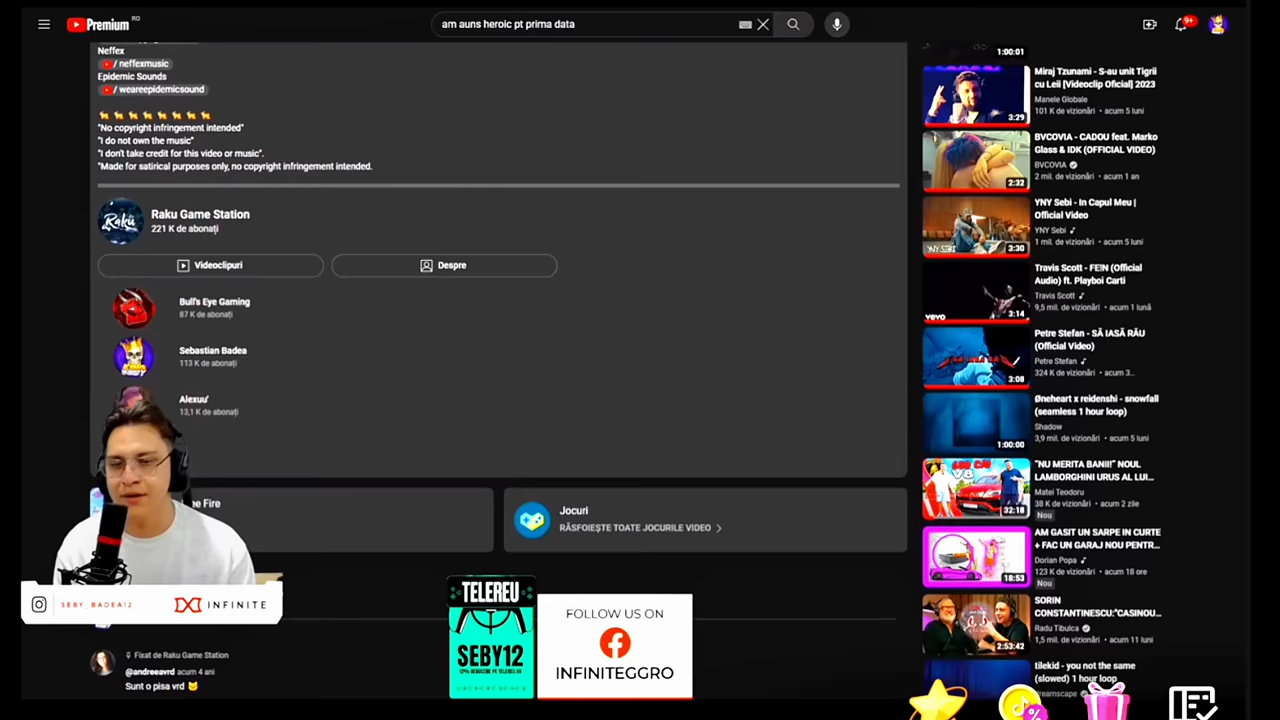 Premium RO
am auns heroic pt prima data
9+
Neffex
/ neffexmusic
Epidemic Sounds
/ weareepidemicsound
"No copyright infringement intended"
"I do not own the music"
"I don't take credit for this video or music".
"Made for satirical purposes only, no copyright infringement intended.
Raku
Raku Game Station
221 K de abonați
Videoclipuri
Despre
Bull's Eye Gaming
87 K de abonați
Sebastian Badea
113 K de abonați
Alexuu'
13,1 K de abonați
Fire
Jocuri
RĂSFOIEȘTE TOATE JOCURILE VIDEO
SEBY_BADEA12
INFINITE
TELEREU
SEBY12
12% REDUCERE PE TELEREU.RO
FOLLOW US ON
INFINITEGGRO
Fixat de Raku Game Station
@andreeavrd acum 4 ani
Sunt o pisa vrd
1:00:01
3:29
Miraj Tzunami - S-au unit Tigrii
cu Leii [Videoclip Oficial] 2023
Manele Globale
101 K de vizionări • acum 5 luni
2:32
BVCOVIA - CADOU feat. Marko
Glass & IDK (OFFICIAL VIDEO)
BVCOVIA
2 mil. de vizionări • acum 1 an
YNY SEBI
3:30
YNY Sebi - In Capul Meu |
Official Video
YNY Sebi
1 mil. de vizionări • acum 5 luni
vevo
3:14
Travis Scott - FE!N (Official
Audio) ft. Playboi Carti
Travis Scott
9,5 mil. de vizionări • acum 1 lună
3:08
Petre Stefan - SĂ IASĂ RĂU
(Official Video)
Petre Stefan
324 K de vizionări • acum 3...
1:00:00
Øneheart x reidenshi - snowfall
(seamless 1 hour loop)
Shadow
3,9 mil. de vizionări • acum 5 luni
32:18
"NU MERITA BANII!" NOUL
LAMBORGHINI URUS AL LUI...
Matei Teodoru
38 K de vizionări • acum 2 zile
Nou
18:53
AM GASIT UN SARPE IN CURTE
+ FAC UN GARAJ NOU PENTR...
Dorian Popa
123 K de vizionări • acum 18 ore
Nou
2:53:42
SORIN
CONSTANTINESCU:"CASINOU...
Radu Tibulca
1,5 mil. de vizionări • acum 11 luni
tilekid - you not the same
(slowed) 1 hour loop